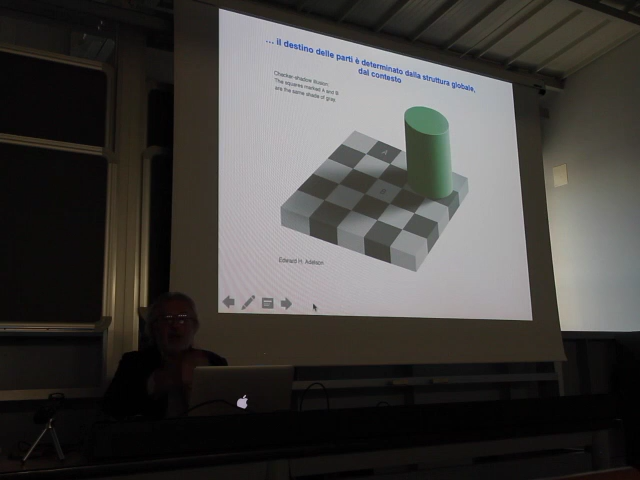 ... il destino delle parti è determinato dalla struttura globale,
dal contesto
Checker-shadow illusion:
The squares marked A and B
are the same shade of gray.
A
B
Edward H. Adelson